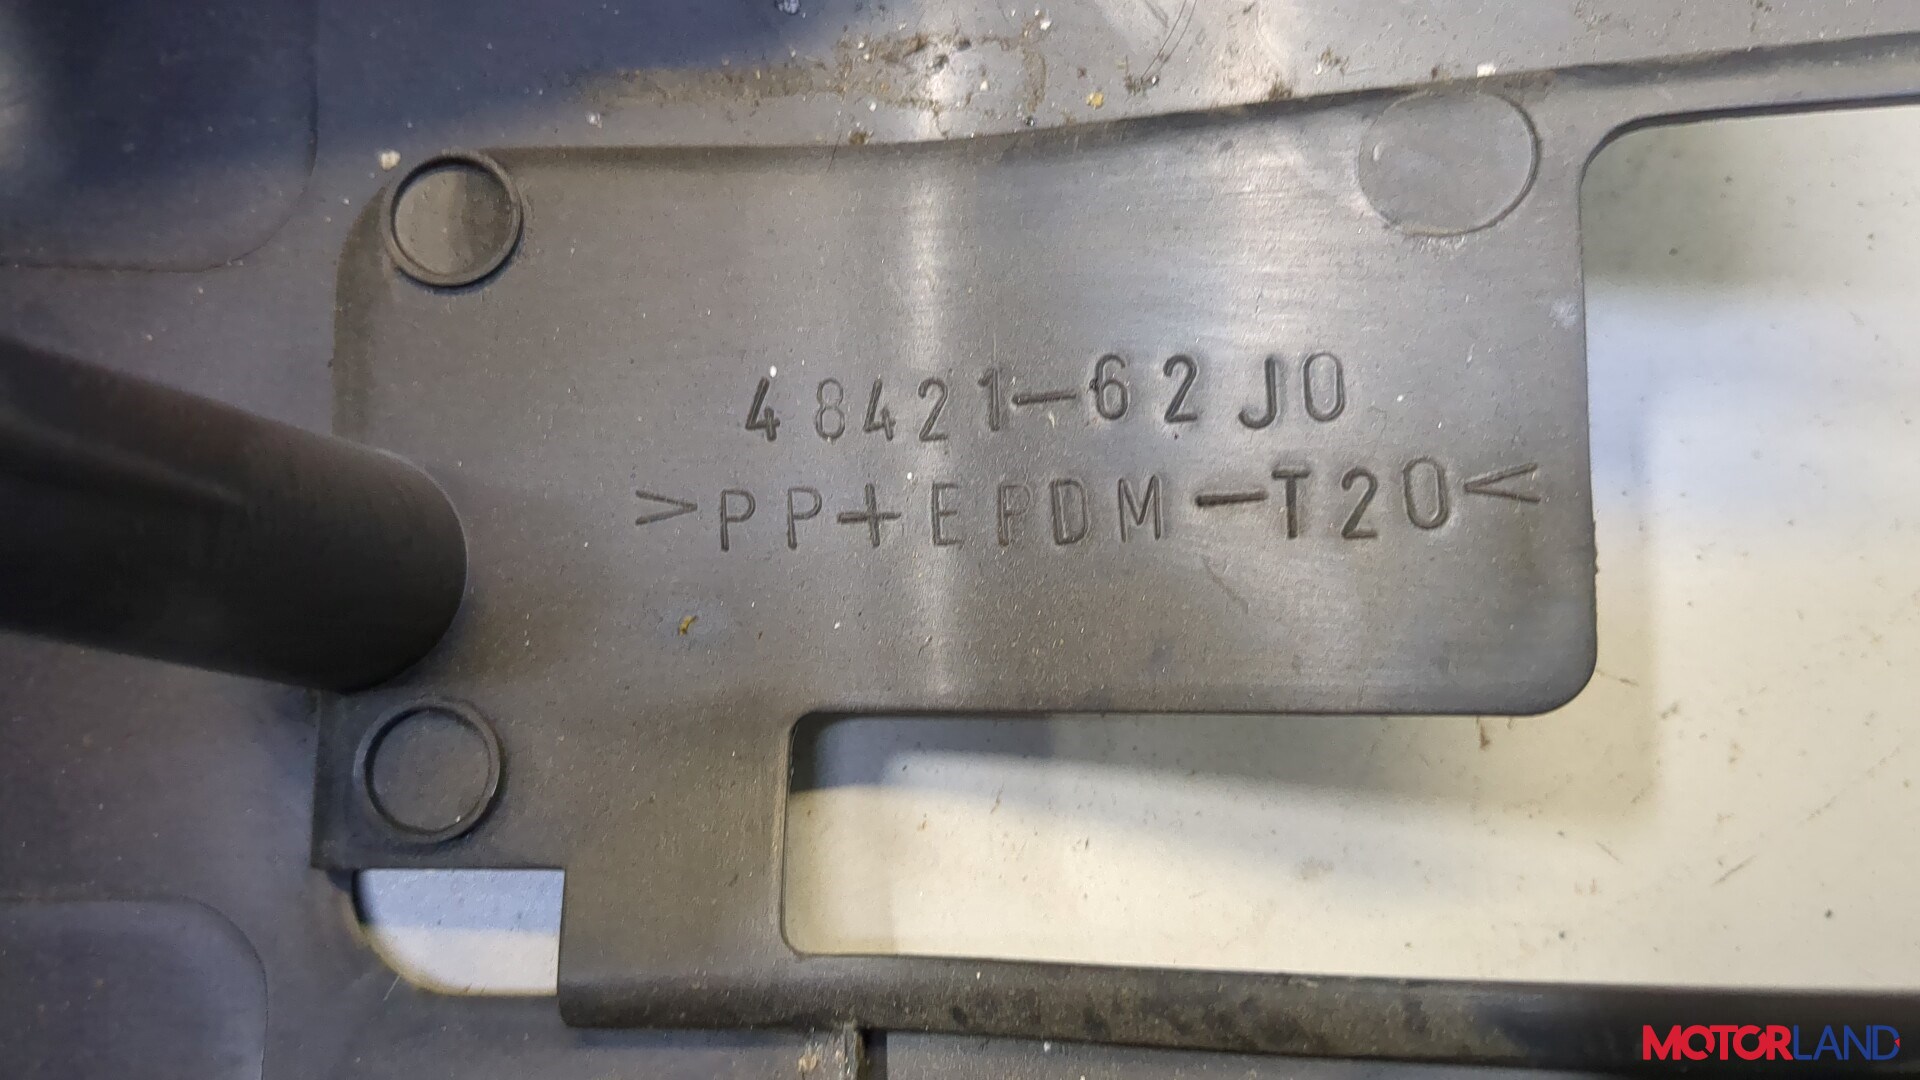 48421-62J0
>PP+EPDM-T20<
MOTORLAND